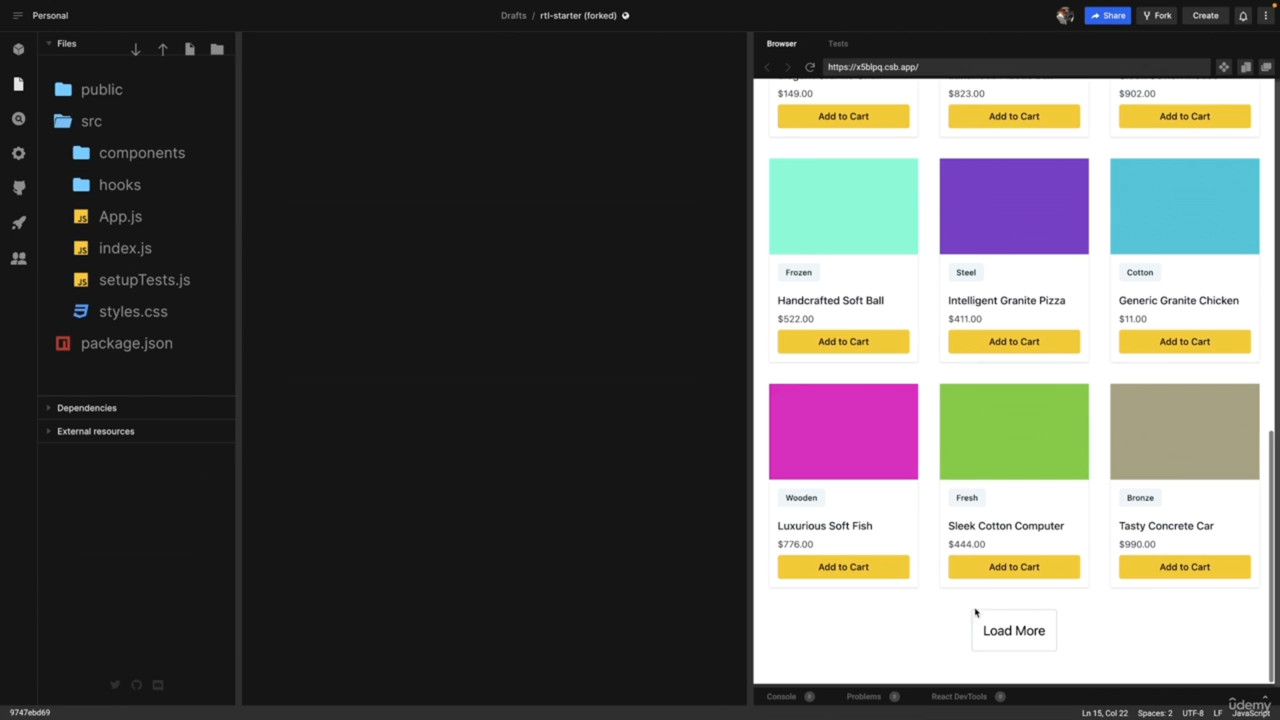 Personal
Drafts / rtl-starter (forked)
Share
Fork
Create
Files
public
src
components
hooks
App.js
index.js
setupTests.js
styles.css
package.json
Dependencies
External resources
Browser
Tests
https://x5blpq.csb.app/
$149.00
$823.00
$902.00
Add to Cart
Add to Cart
Add to Cart
Frozen
Steel
Cotton
Handcrafted Soft Ball
Intelligent Granite Pizza
Generic Granite Chicken
$522.00
$411.00
$11.00
Add to Cart
Add to Cart
Add to Cart
Wooden
Fresh
Bronze
Luxurious Soft Fish
Sleek Cotton Computer
Tasty Concrete Car
$776.00
$444.00
$990.00
Add to Cart
Add to Cart
Add to Cart
Load More
Console 0
Problems 0
React DevTools 0
9747ebd69
Ln 15, Col 22
Spaces: 2
UTF-8
LF
JavaScript
udemy